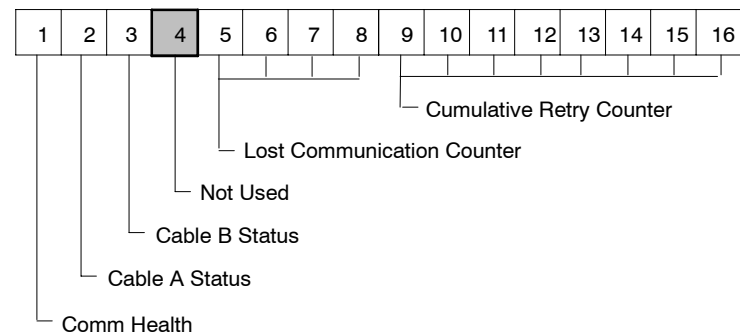 1 2 3 4 5 6 7 8 9 10 11 12 13 14 15 16
Cumulative Retry Counter
Lost Communication Counter
Not Used
Cable B Status
Cable A Status
Comm Health